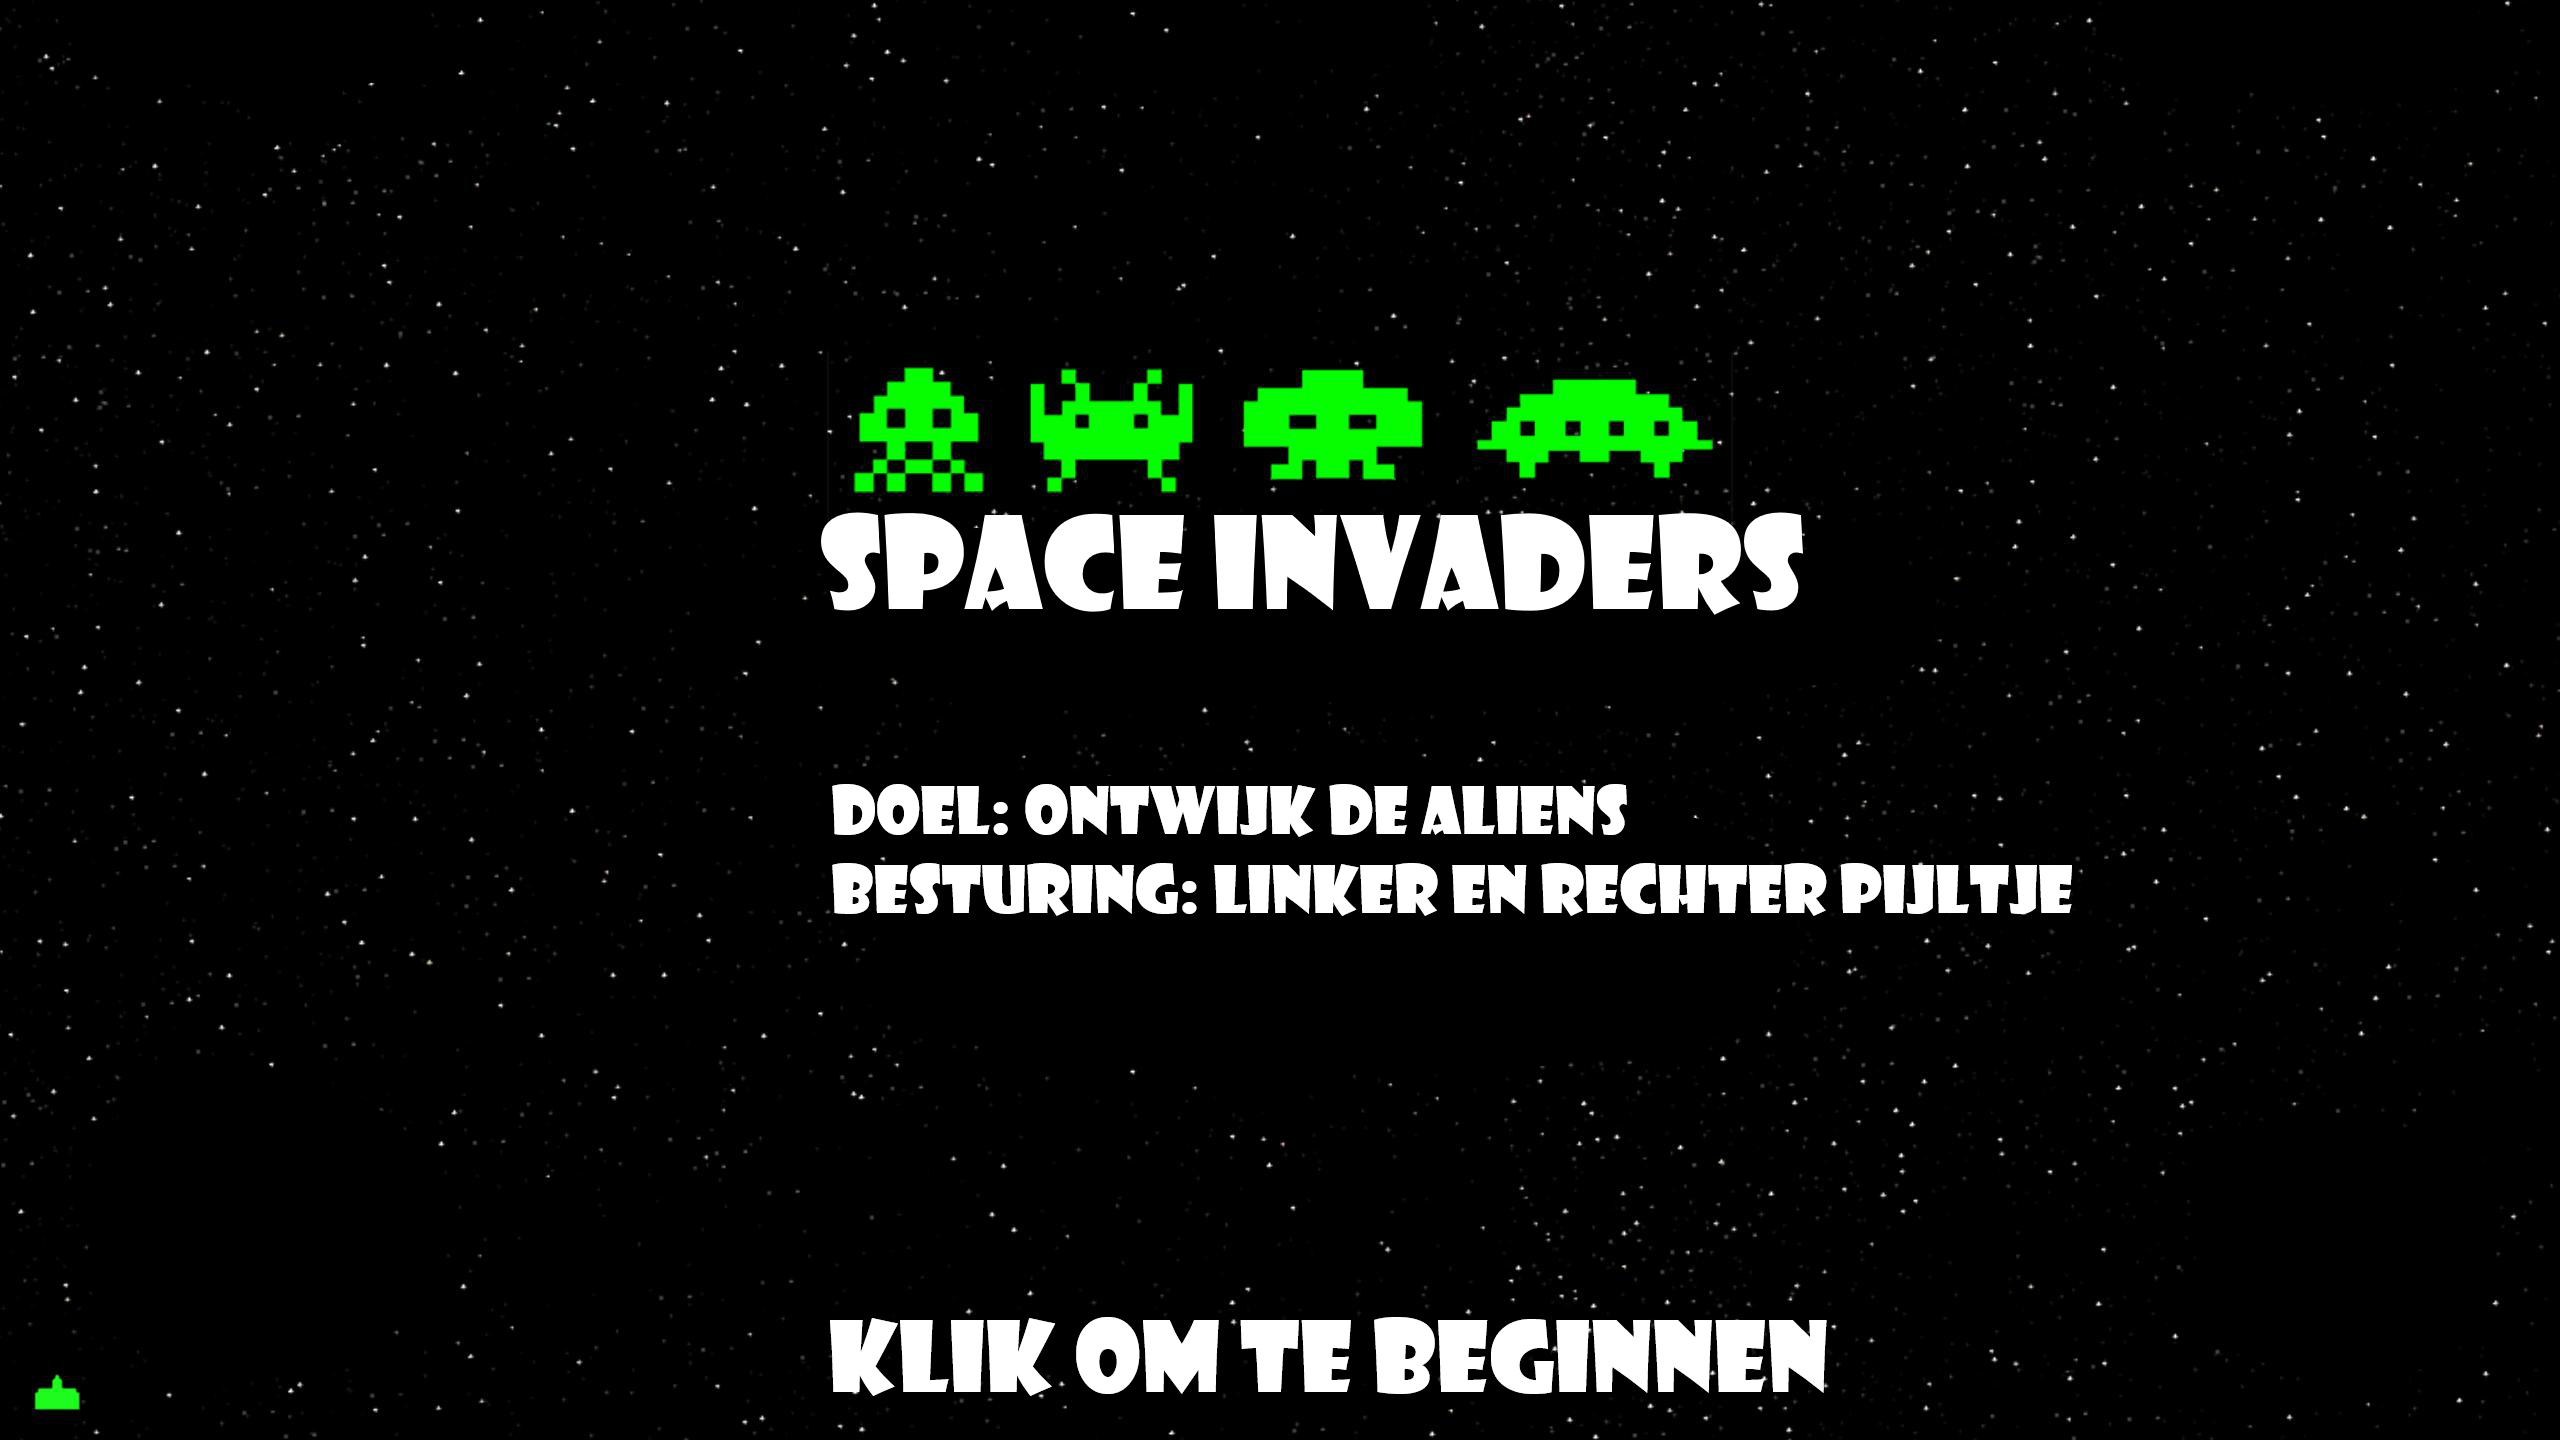 SPACE INVADERS
DOEL: ONTWIJK DE ALIENS
BESTURING: LINKER EN RECHTER PIJLTJE
KLIK OM TE BEGINNEN